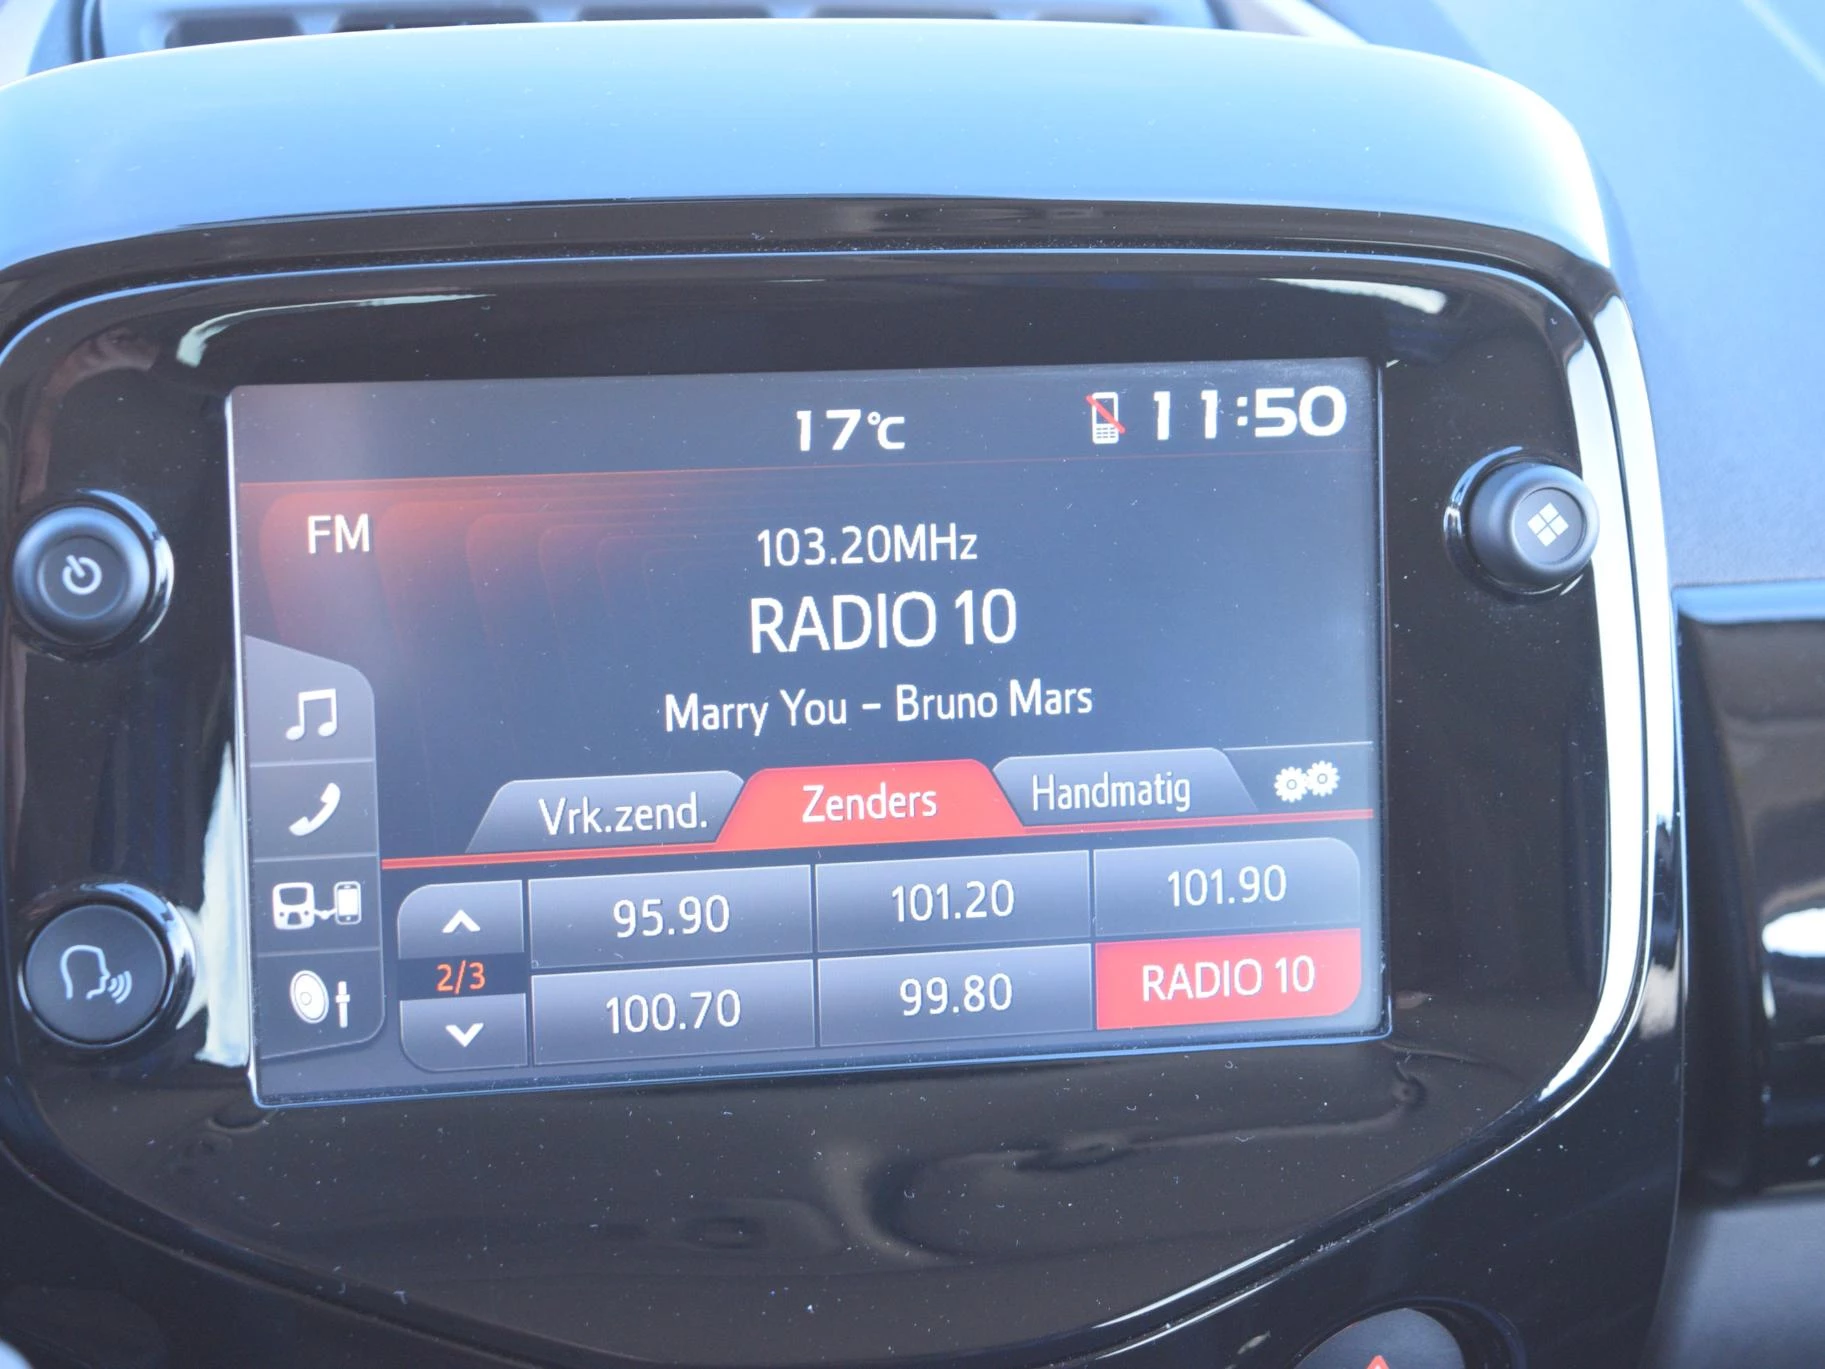 17°C 11:50
FM
103.20MHz
RADIO 10
Marry You – Bruno Mars
Vrk.zend. Zenders Handmatig
95.90 101.20 101.90
2/3
100.70 99.80 RADIO 10